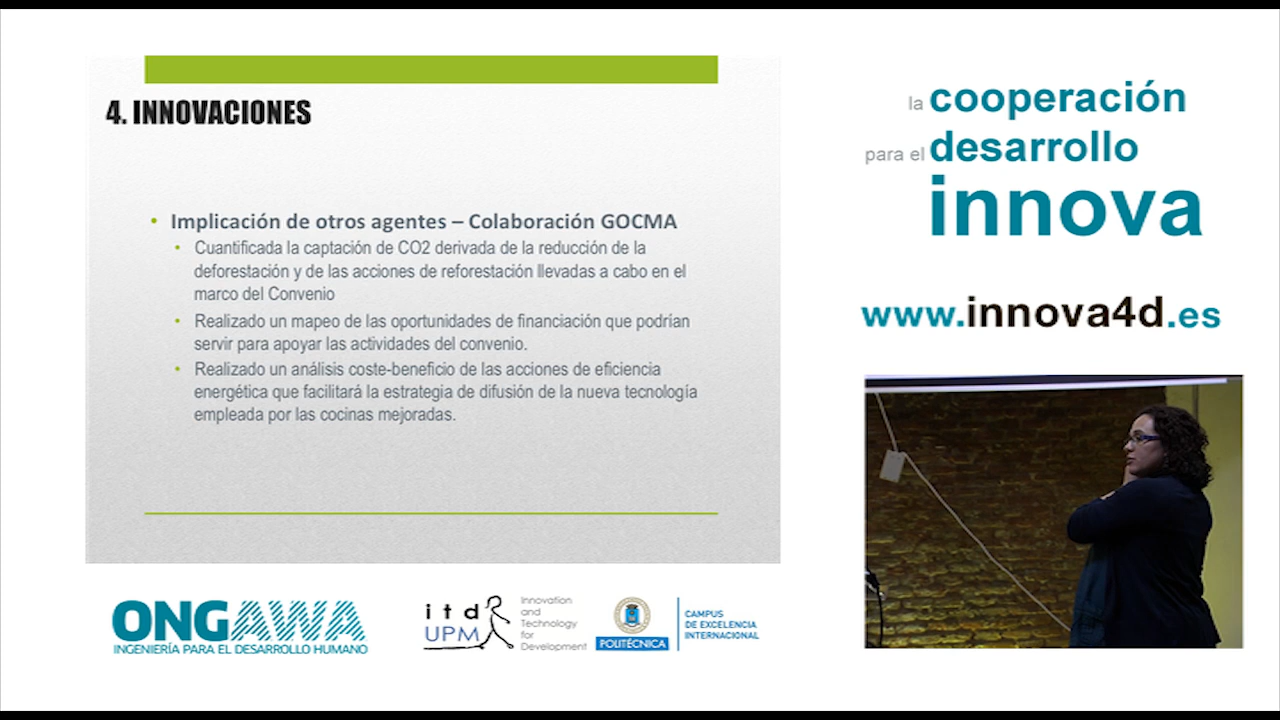 4. INNOVACIONES
• Implicación de otros agentes – Colaboración GOCMA
• Cuantificada la captación de CO2 derivada de la reducción de la
deforestación y de las acciones de reforestación llevadas a cabo en el
marco del Convenio
• Realizado un mapeo de las oportunidades de financiación que podrían
servir para apoyar las actividades del convenio.
• Realizado un análisis coste-beneficio de las acciones de eficiencia
energética que facilitará la estrategia de difusión de la nueva tecnología
empleada por las cocinas mejoradas.
la cooperación
para el desarrollo
innova
www.innova4d.es
ONGAWA
INGENIERÍA PARA EL DESARROLLO HUMANO
itd
UPM
Innovation
and
Technology
for
Development
POLITÉCNICA
CAMPUS
DE EXCELENCIA
INTERNACIONAL